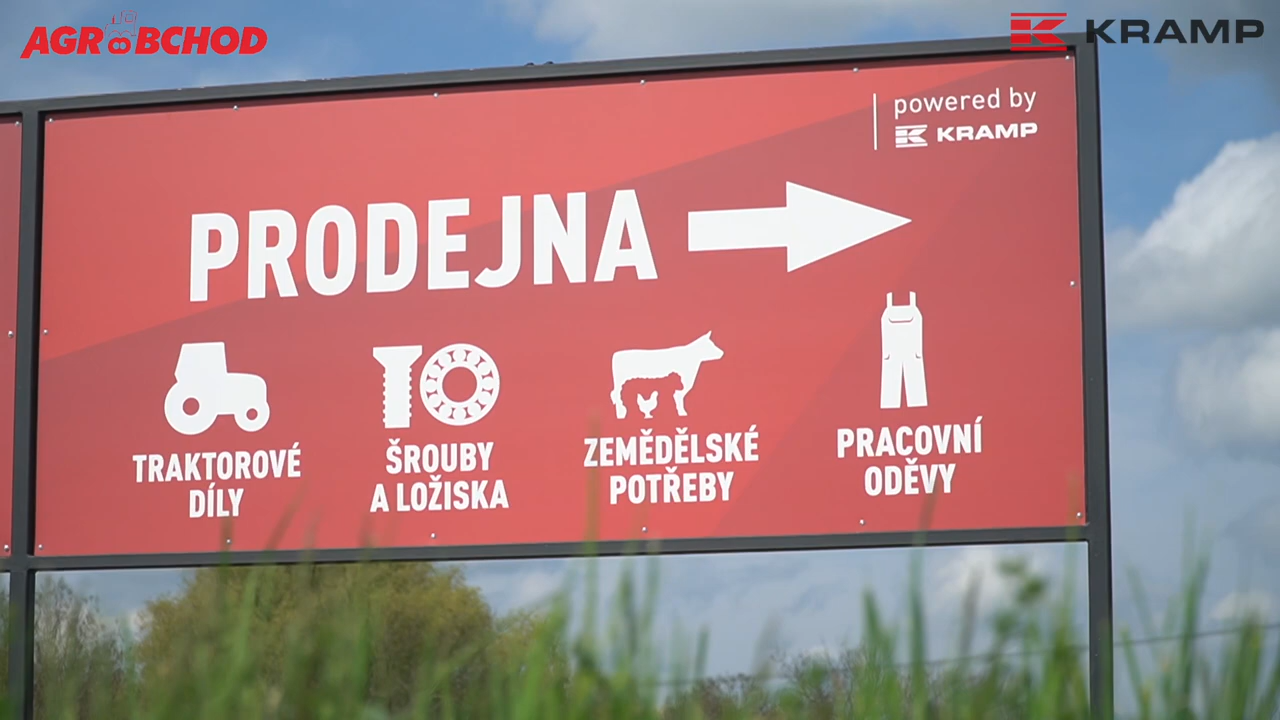 AGROBCHOD
KRAMP
powered by
KRAMP
PRODEJNA
TRAKTOROVÉ
DÍLY
ŠROUBY
A LOŽISKA
ZEMĚDĚLSKÉ
POTŘEBY
PRACOVNÍ
ODĚVY